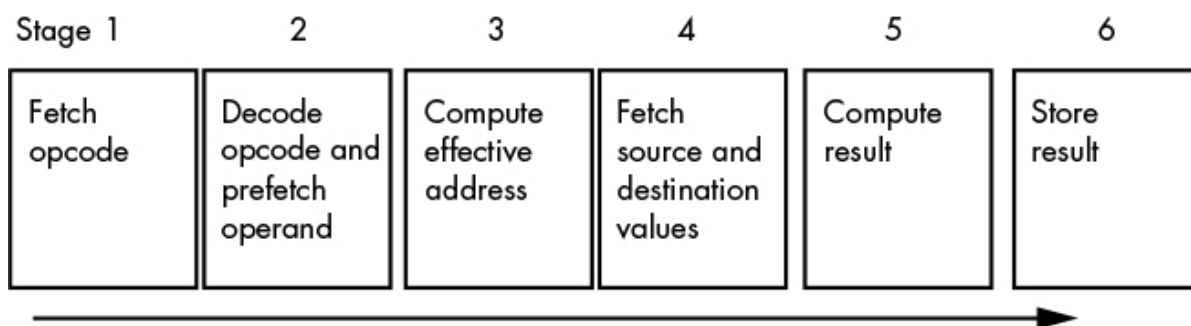 Stage 1 2 3 4 5 6
Fetch
opcode
Decode
opcode and
prefetch
operand
Compute
effective
address
Fetch
source and
destination
values
Compute
result
Store
result